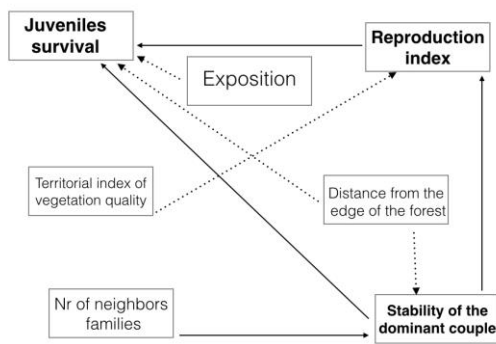 Juveniles
survival
Reproduction
index
Exposition
Territorial index of
vegetation quality
Distance from the
edge of the forest
Nr of neighbors
families
Stability of the
dominant couple